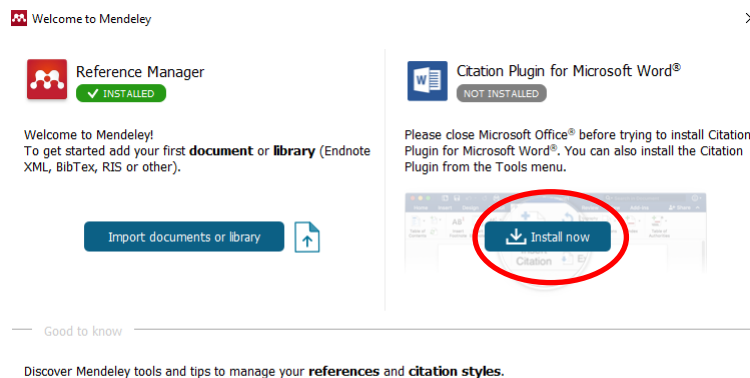 Welcome to Mendeley
Reference Manager
INSTALLED
Welcome to Mendeley!
To get started add your first document or library (Endnote
XML, BibTex, RIS or other).
Import documents or library
Citation Plugin for Microsoft Word®
NOT INSTALLED
Please close Microsoft Office® before trying to install Citation
Plugin for Microsoft Word®. You can also install the Citation
Plugin from the Tools menu.
Install now
Citation
Good to know
Discover Mendeley tools and tips to manage your references and citation styles.